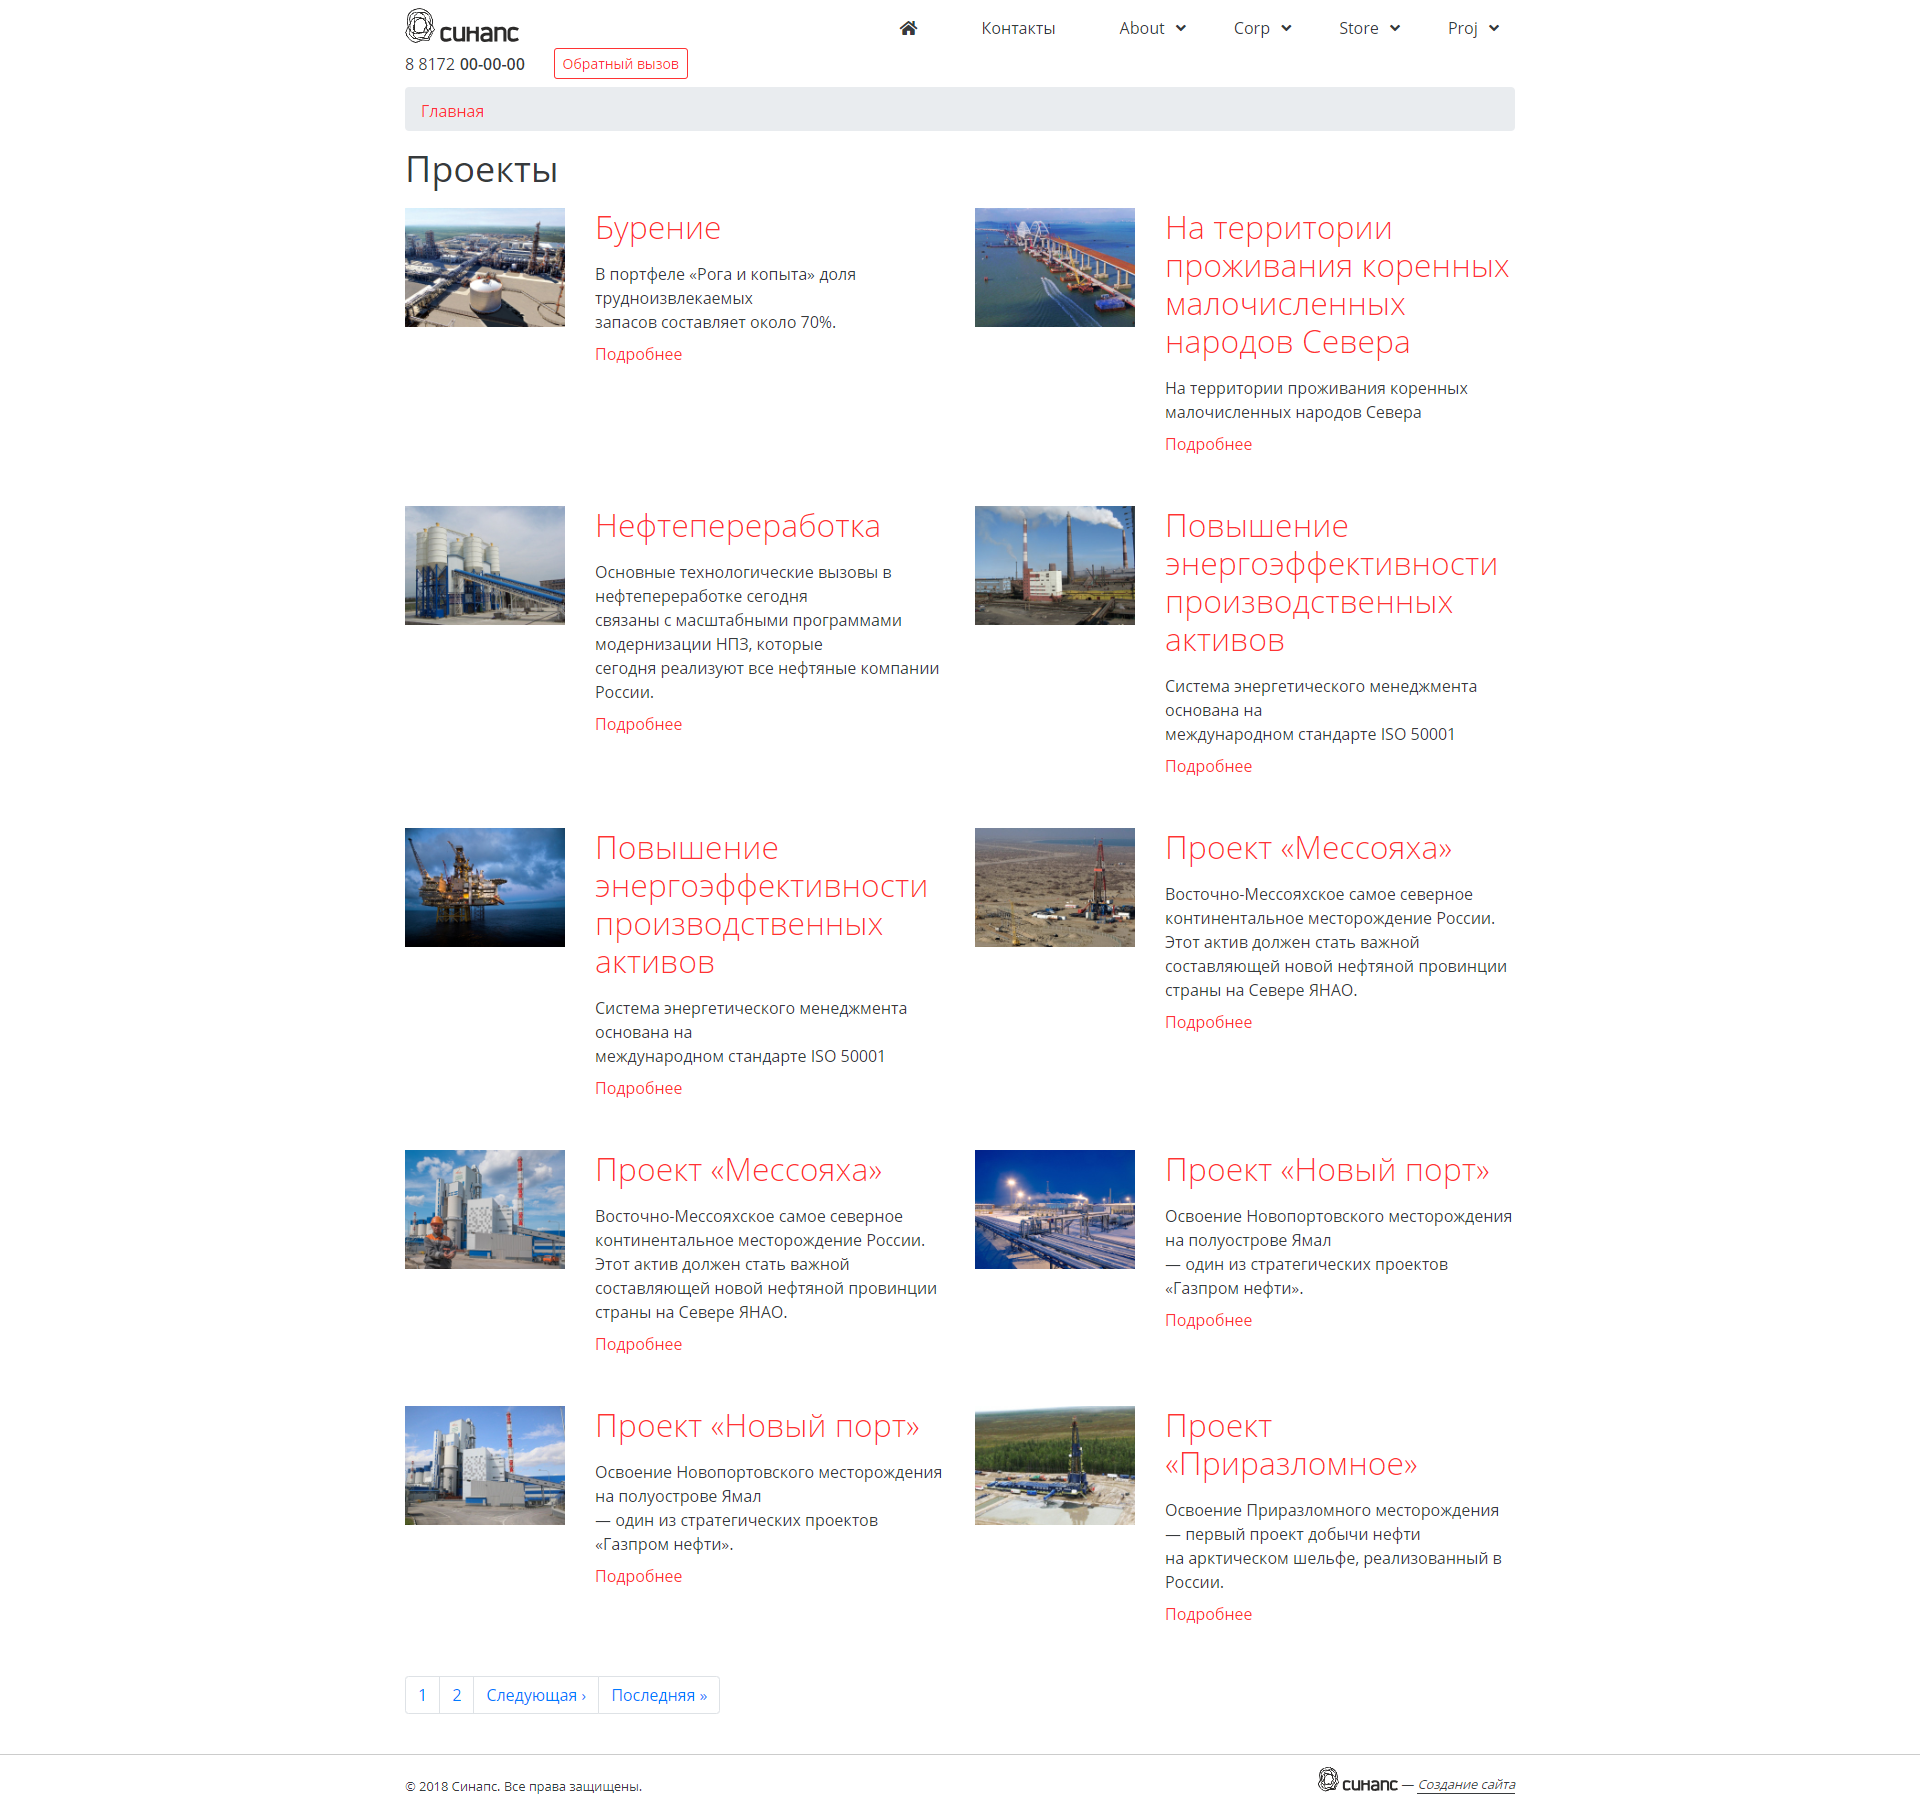 синапс
Контакты
About
Corp
Store
Proj
8 8172 00-00-00
Обратный вызов
Главная
Проекты
Бурение
В портфеле «Рога и копыта» доля
трудноизвлекаемых
запасов составляет около 70%.
Подробнее
На территории
проживания коренных
малочисленных
народов Севера
На территории проживания коренных
малочисленных народов Севера
Подробнее
Нефтепереработка
Основные технологические вызовы в
нефтепереработке сегодня
связаны с масштабными программами
модернизации НПЗ, которые
сегодня реализуют все нефтяные компании
России.
Подробнее
Повышение
энергоэффективности
производственных
активов
Система энергетического менеджмента
основана на
международном стандарте ISO 50001
Подробнее
Повышение
энергоэффективности
производственных
активов
Система энергетического менеджмента
основана на
международном стандарте ISO 50001
Подробнее
Проект «Мессояха»
Восточно-Мессояхское самое северное
континентальное месторождение России.
Этот актив должен стать важной
составляющей новой нефтяной провинции
страны на Севере ЯНАО.
Подробнее
Проект «Мессояха»
Восточно-Мессояхское самое северное
континентальное месторождение России.
Этот актив должен стать важной
составляющей новой нефтяной провинции
страны на Севере ЯНАО.
Подробнее
Проект «Новый порт»
Освоение Новопортовского месторождения
на полуострове Ямал
— один из стратегических проектов
«Газпром нефти».
Подробнее
Проект «Новый порт»
Освоение Новопортовского месторождения
на полуострове Ямал
— один из стратегических проектов
«Газпром нефти».
Подробнее
Проект
«Приразломное»
Освоение Приразломного месторождения
— первый проект добычи нефти
на арктическом шельфе, реализованный в
России.
Подробнее
1 2 Следующая › Последняя »
© 2018 Синапс. Все права защищены.
синапс — Создание сайта